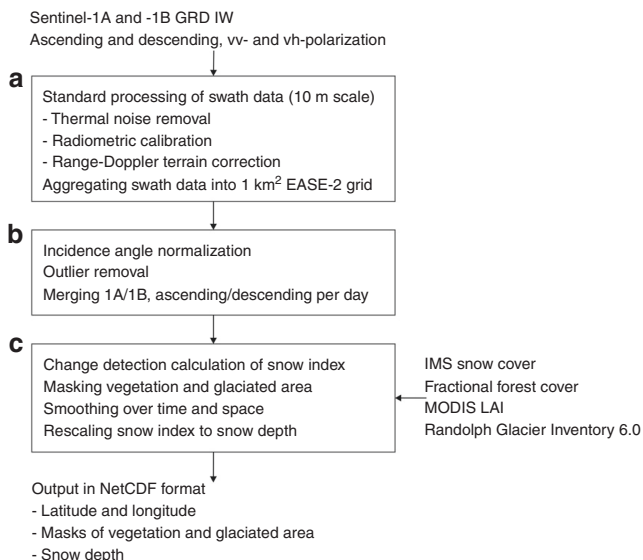 Sentinel-1A and -1B GRD IW
Ascending and descending, vv- and vh-polarization
a
Standard processing of swath data (10 m scale)
- Thermal noise removal
- Radiometric calibration
- Range-Doppler terrain correction
Aggregating swath data into 1 km² EASE-2 grid
b
Incidence angle normalization
Outlier removal
Merging 1A/1B, ascending/descending per day
c
Change detection calculation of snow index
Masking vegetation and glaciated area
Smoothing over time and space
Rescaling snow index to snow depth
IMS snow cover
Fractional forest cover
MODIS LAI
Randolph Glacier Inventory 6.0
Output in NetCDF format
- Latitude and longitude
- Masks of vegetation and glaciated area
- Snow depth